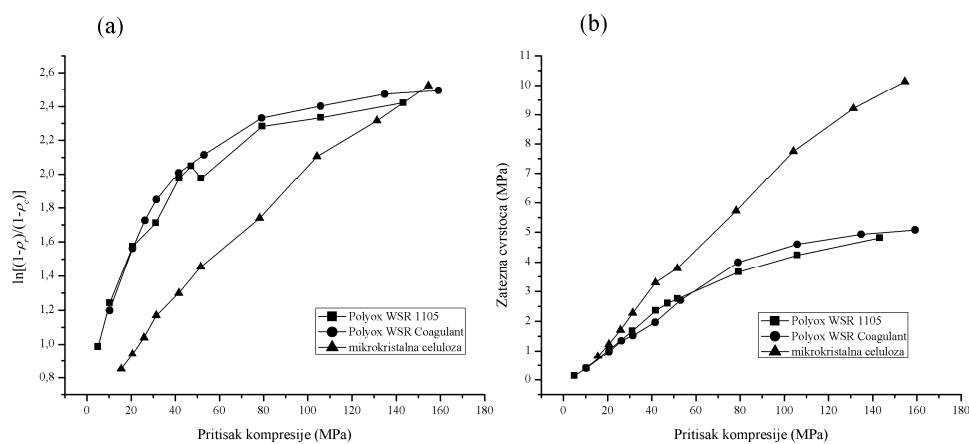 (a)
2,6
2,4
2,2
2,0
1,8
1,6
1,4
1,2
1,0
0,8
ln[(1-ρr)/(1-ρc)]
0 20 40 60 80 100 120 140 160 180
Pritisak kompresije (MPa)
Polyox WSR 1105
Polyox WSR Coagulant
mikrokristalna celuloza
(b)
11
10
9
8
7
6
5
4
3
2
1
0
Zatezna cvrstoca (MPa)
0 20 40 60 80 100 120 140 160 180
Pritisak kompresije (MPa)
Polyox WSR 1105
Polyox WSR Coagulant
mikrokristalna celuloza